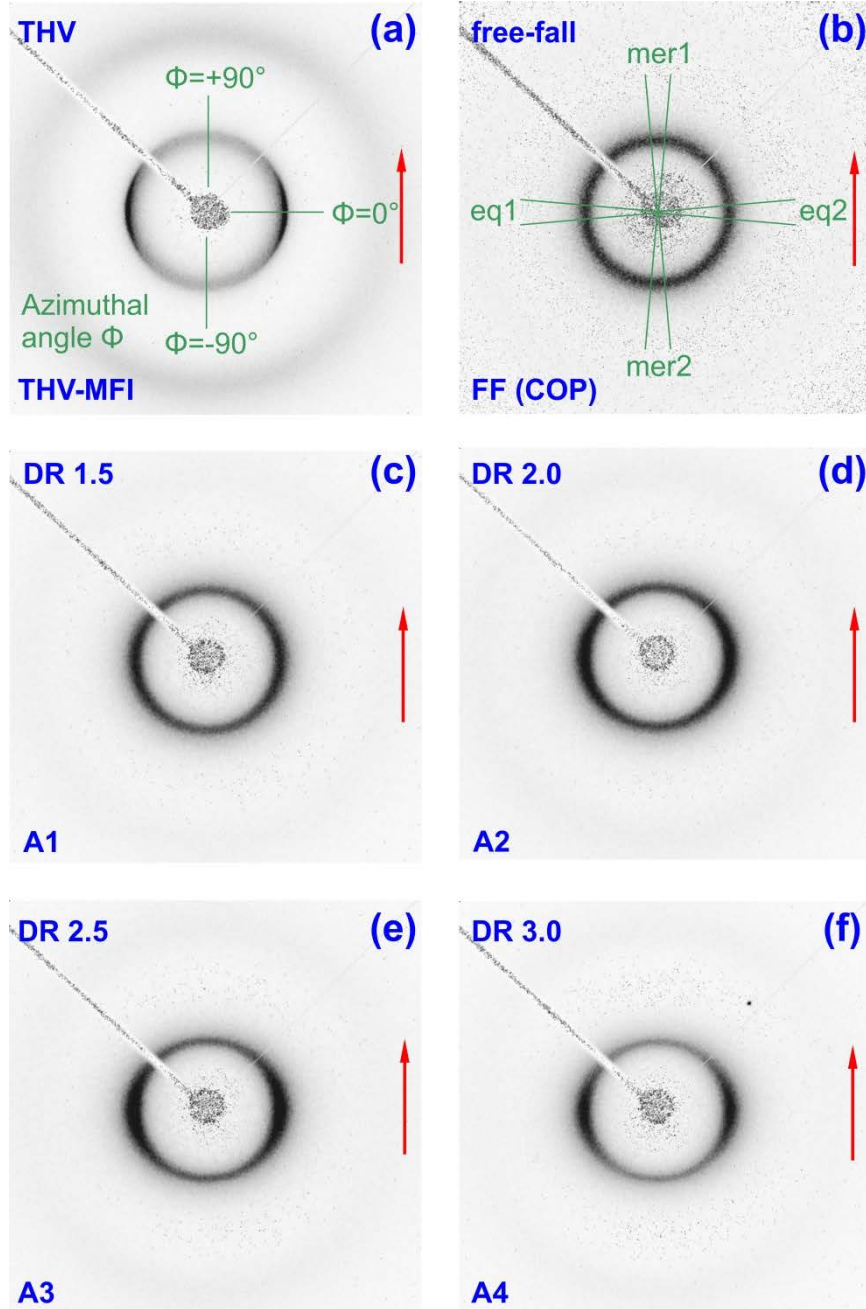 THV (a)
Φ=+90°
Φ=0°
Azimuthal
angle Φ
Φ=-90°
THV-MFI
free-fall (b)
mer1
eq1 eq2
mer2
FF (COP)
DR 1.5 (c)
A1
DR 2.0 (d)
A2
DR 2.5 (e)
A3
DR 3.0 (f)
A4